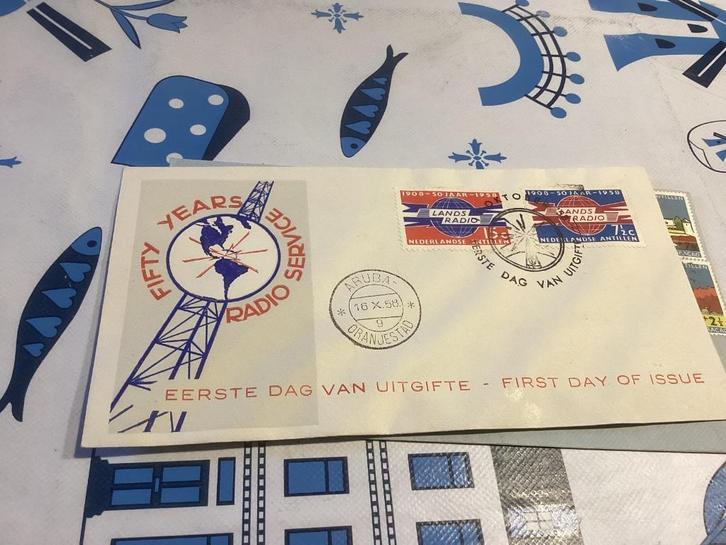 FIFTY YEARS
RADIO SERVICE
1908 - 50 JAAR - 1958
LANDS
RADIO
15c
NEDERLANDSE ANTILLEN
1908 - 50 JAAR - 1958
LANDS
RADIO
7½c
NEDERLANDSE ANTILLEN
EERSTE DAG VAN UITGIFTE
ARUBA-
* 16 X.58 *
9
ORANJESTAD
EERSTE DAG VAN UITGIFTE - FIRST DAY OF ISSUE